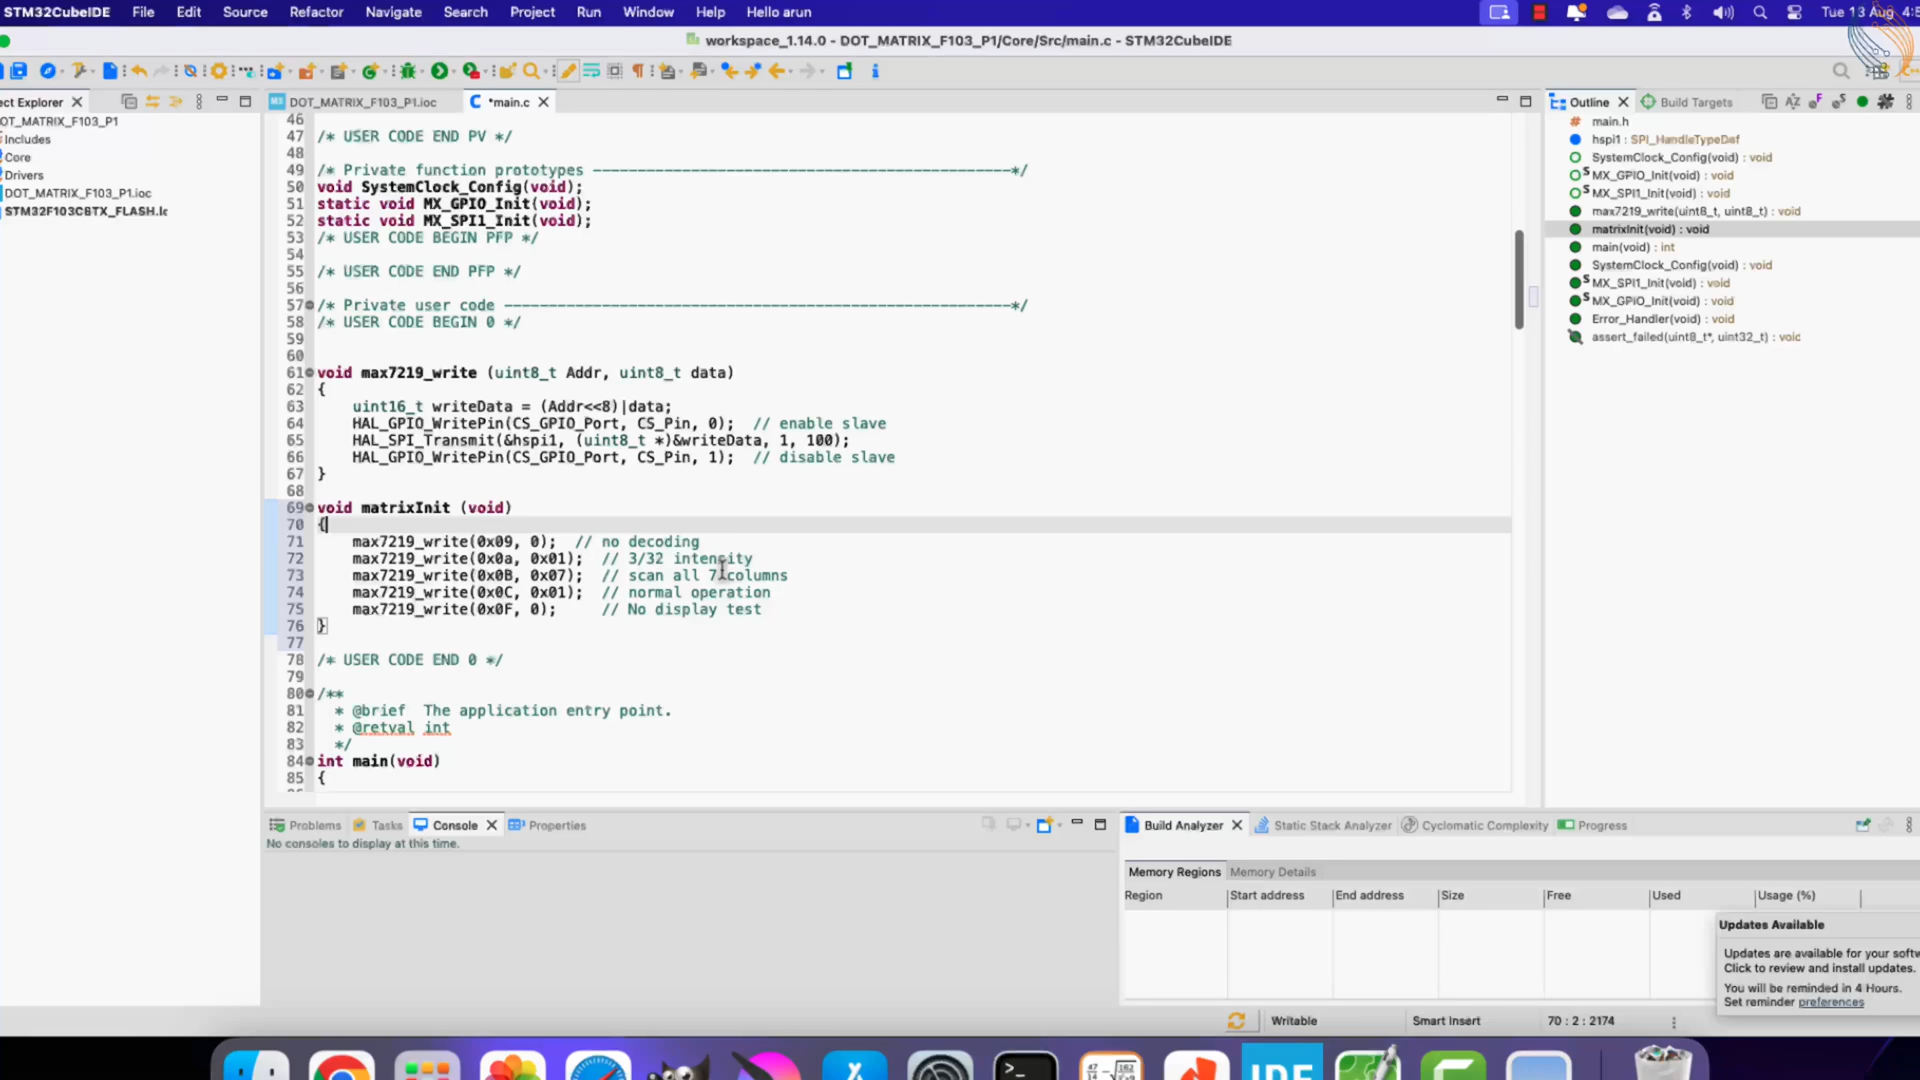 STM32CubeIDE File Edit Source Refactor Navigate Search Project Run Window Help Hello arun Tue 13 Aug 4:5
workspace_1.14.0 - DOT_MATRIX_F103_P1/Core/Src/main.c - STM32CubeIDE
ect Explorer
OT_MATRIX_F103_P1
Includes
Core
Drivers
DOT_MATRIX_F103_P1.ioc
STM32F103CBTX_FLASH.lc
DOT_MATRIX_F103_P1.ioc *main.c
46
47 /* USER CODE END PV */
48
49 /* Private function prototypes -----------------------------------------------*/
50 void SystemClock_Config(void);
51 static void MX_GPIO_Init(void);
52 static void MX_SPI1_Init(void);
53 /* USER CODE BEGIN PFP */
54
55 /* USER CODE END PFP */
56
57 /* Private user code ---------------------------------------------------------*/
58 /* USER CODE BEGIN 0 */
59
60
61 void max7219_write (uint8_t Addr, uint8_t data)
62 {
63 uint16_t writeData = (Addr<<8)|data;
64 HAL_GPIO_WritePin(CS_GPIO_Port, CS_Pin, 0); // enable slave
65 HAL_SPI_Transmit(&hspi1, (uint8_t *)&writeData, 1, 100);
66 HAL_GPIO_WritePin(CS_GPIO_Port, CS_Pin, 1); // disable slave
67 }
68
69 void matrixInit (void)
70 {
71 max7219_write(0x09, 0); // no decoding
72 max7219_write(0x0a, 0x01); // 3/32 intensity
73 max7219_write(0x0B, 0x07); // scan all 7 columns
74 max7219_write(0x0C, 0x01); // normal operation
75 max7219_write(0x0F, 0); // No display test
76 }
77
78 /* USER CODE END 0 */
79
80 /**
81 * @brief The application entry point.
82 * @retval int
83 */
84 int main(void)
85 {
Outline Build Targets
main.h
hspi1 : SPI_HandleTypeDef
SystemClock_Config(void) : void
MX_GPIO_Init(void) : void
MX_SPI1_Init(void) : void
max7219_write(uint8_t, uint8_t) : void
matrixInit(void) : void
main(void) : int
SystemClock_Config(void) : void
MX_SPI1_Init(void) : void
MX_GPIO_Init(void) : void
Error_Handler(void) : void
assert_failed(uint8_t*, uint32_t) : voic
Problems Tasks Console Properties
No consoles to display at this time.
Build Analyzer Static Stack Analyzer Cyclomatic Complexity Progress
Memory Regions Memory Details
Region Start address End address Size Free Used Usage (%)
Updates Available
Updates are available for your softw
Click to review and install updates.
You will be reminded in 4 Hours.
Set reminder preferences
Writable Smart Insert 70 : 2 : 2174
IDE